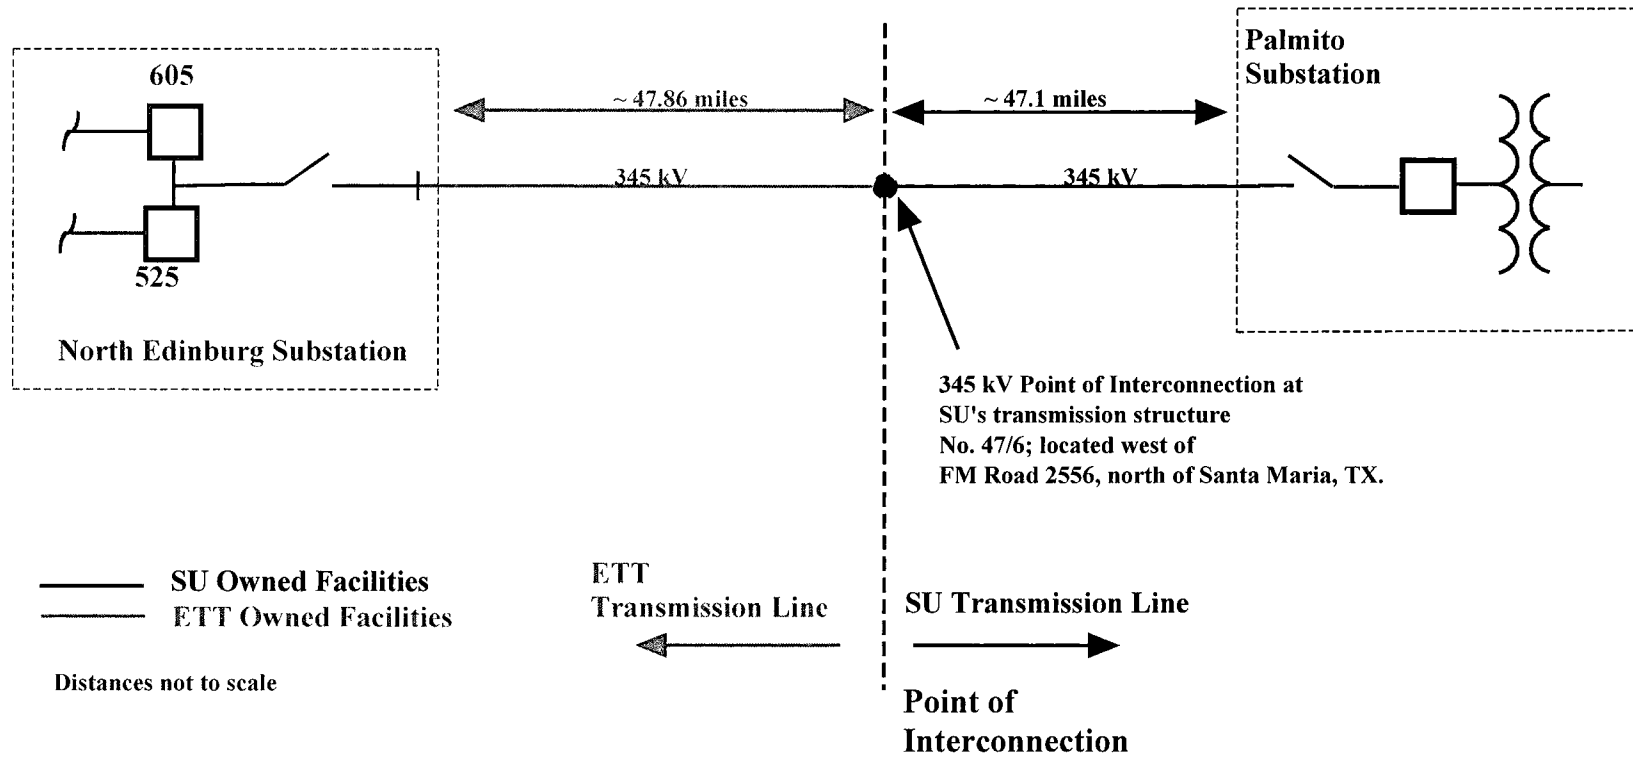 605
525
North Edinburg Substation
~ 47.86 miles
345 kV
~ 47.1 miles
345 kV
Palmito
Substation
345 kV Point of Interconnection at
SU's transmission structure
No. 47/6; located west of
FM Road 2556, north of Santa Maria, TX.
SU Owned Facilities
ETT Owned Facilities
Distances not to scale
ETT
Transmission Line
SU Transmission Line
Point of
Interconnection